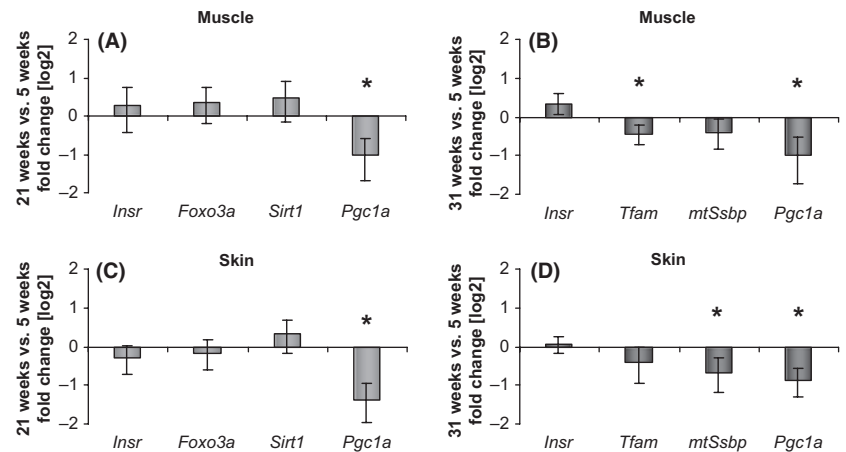 Muscle
(A)
21 weeks vs. 5 weeks
fold change [log2]
2
1
0
–1
–2
*
Insr Foxo3a Sirt1 Pgc1a
Muscle
(B)
31 weeks vs. 5 weeks
fold change [log2]
2
1
0
–1
–2
* *
Insr Tfam mtSsbp Pgc1a
Skin
(C)
21 weeks vs. 5 weeks
fold change [log2]
2
1
0
–1
–2
*
Insr Foxo3a Sirt1 Pgc1a
Skin
(D)
31 weeks vs. 5 weeks
fold change [log2]
2
1
0
–1
–2
* *
Insr Tfam mtSsbp Pgc1a